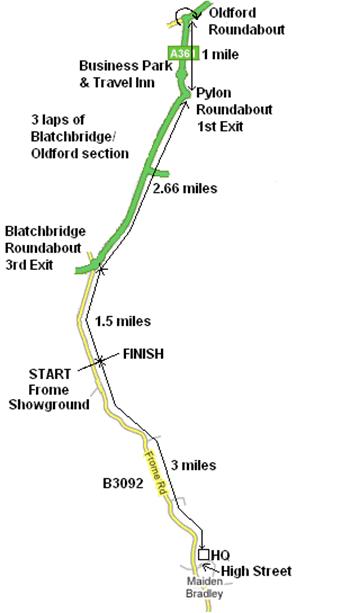 Oldford
Roundabout
A361
1 mile
Business Park
& Travel Inn
Pylon
Roundabout
1st Exit
3 laps of
Blatchbridge/
Oldford section
2.66 miles
Blatchbridge
Roundabout
3rd Exit
1.5 miles
FINISH
START
Frome
Showground
3 miles
B3092
Frome Rd
HQ
High Street
Maiden
Bradley